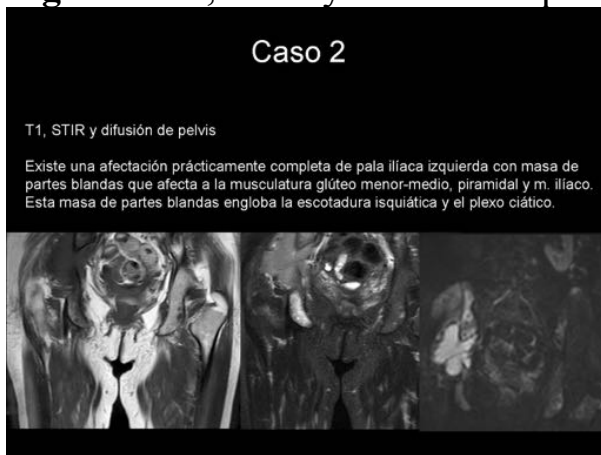 Caso 2
T1, STIR y difusión de pelvis
Existe una afectación prácticamente completa de pala ilíaca izquierda con masa de
partes blandas que afecta a la musculatura glúteo menor-medio, piramidal y m. ilíaco.
Esta masa de partes blandas engloba la escotadura isquiática y el plexo ciático.